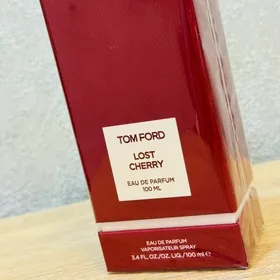 TOM FORD
LOST
CHERRY
EAU DE PARFUM
100 ML
EAU DE PARFUM
VAPORISATEUR SPRAY
3.4 FL.OZ./OZ. LIQ./100 ml ℮